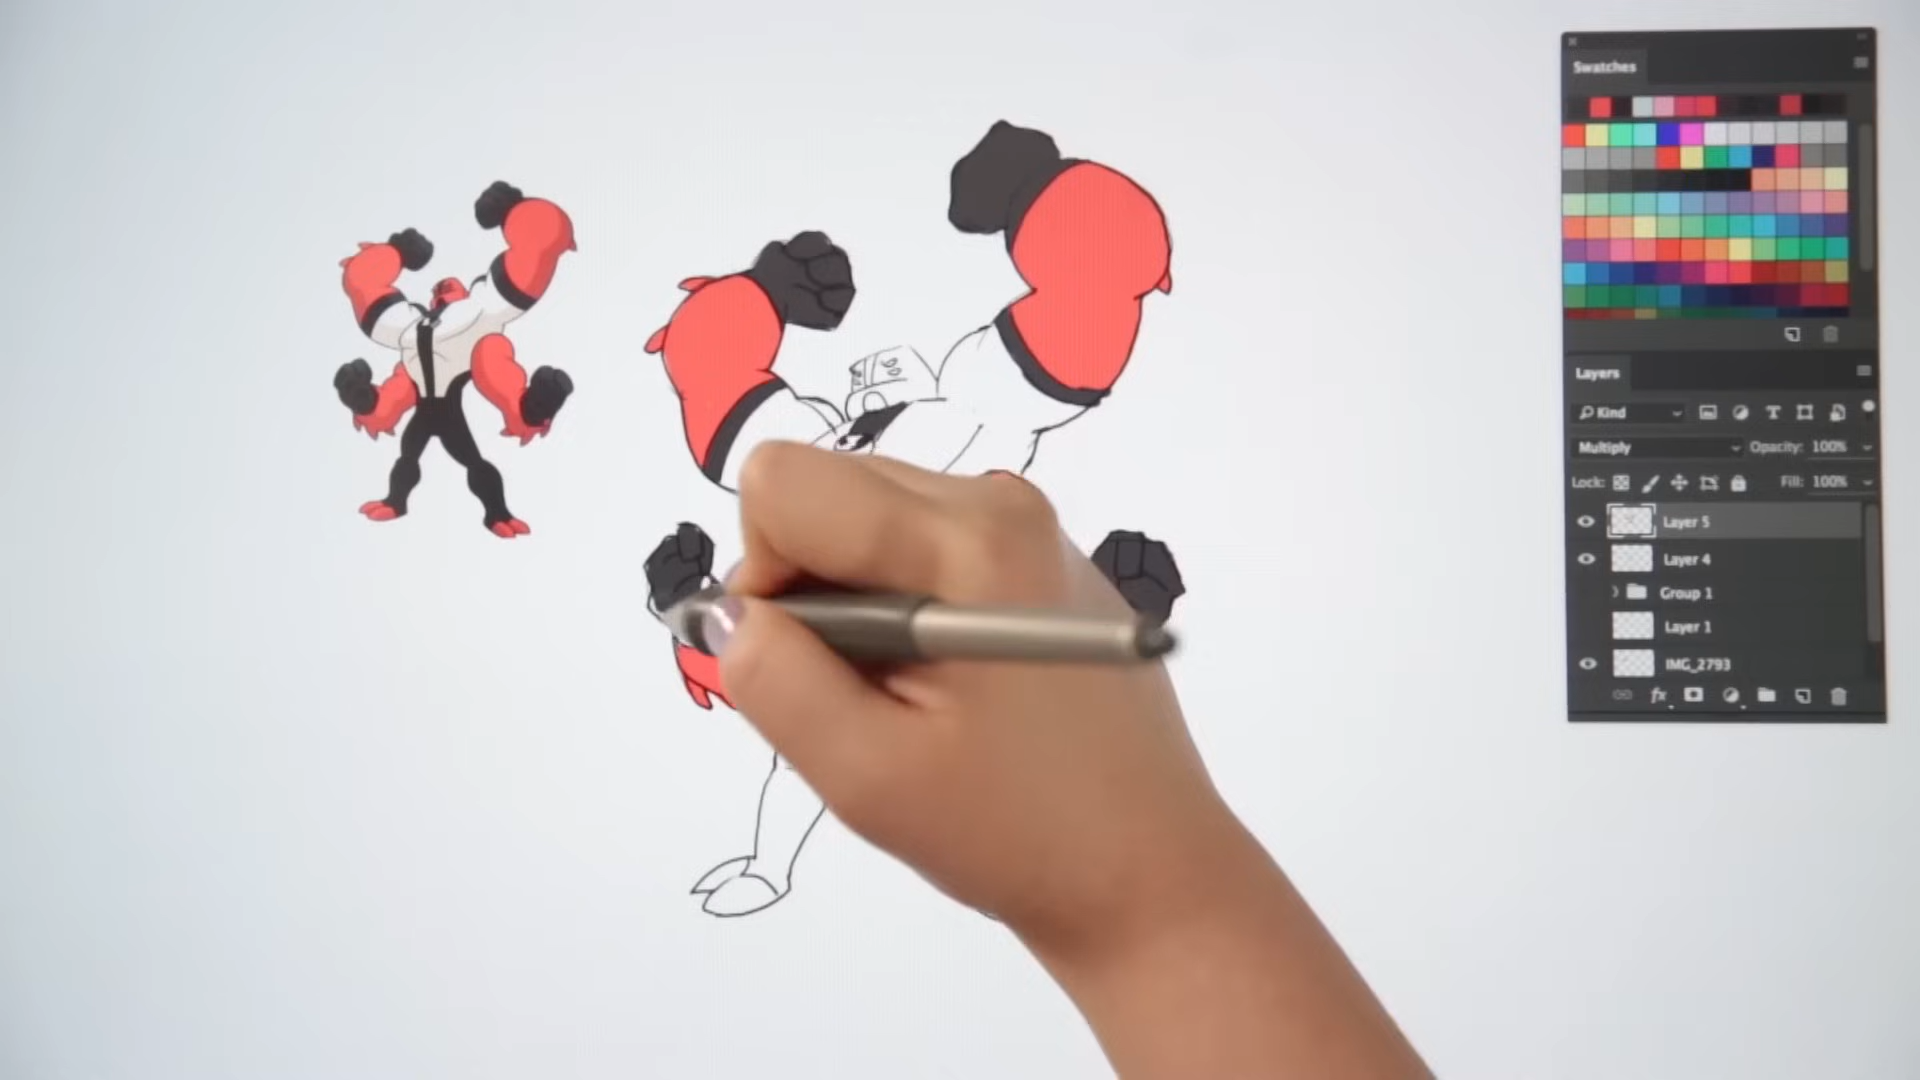 Swatches
Layers
Kind
Multiply Opacity: 100%
Lock: Fill: 100%
Layer 5
Layer 4
Group 1
Layer 1
IMG_2793
fx